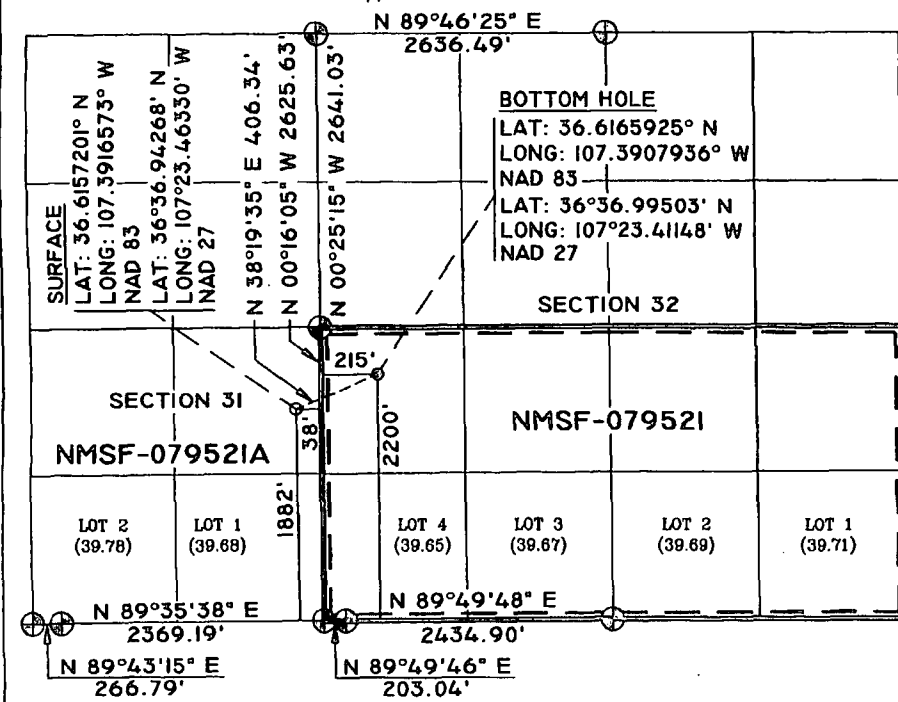 N 89°46'25" E
2636.49'
SURFACE
LAT: 36.6157201° N
LONG: 107.3916573° W
NAD 83
LAT: 36°36.94268' N
LONG: 107°23.46330' W
NAD 27
N 38°19'35" E 406.34'
N 00°16'05" W 2625.63'
N 00°25'15" W 2641.03'
BOTTOM HOLE
LAT: 36.6165925° N
LONG: 107.3907936° W
NAD 83
LAT: 36°36.99503' N
LONG: 107°23.41148' W
NAD 27
SECTION 32
215'
SECTION 31
38'
2200'
NMSF-079521
NMSF-079521A
1882'
LOT 2
(39.78)
LOT 1
(39.68)
LOT 4
(39.65)
LOT 3
(39.67)
LOT 2
(39.69)
LOT 1
(39.71)
N 89°35'38" E
2369.19'
N 89°49'48" E
2434.90'
N 89°43'15" E
266.79'
N 89°49'46" E
203.04'